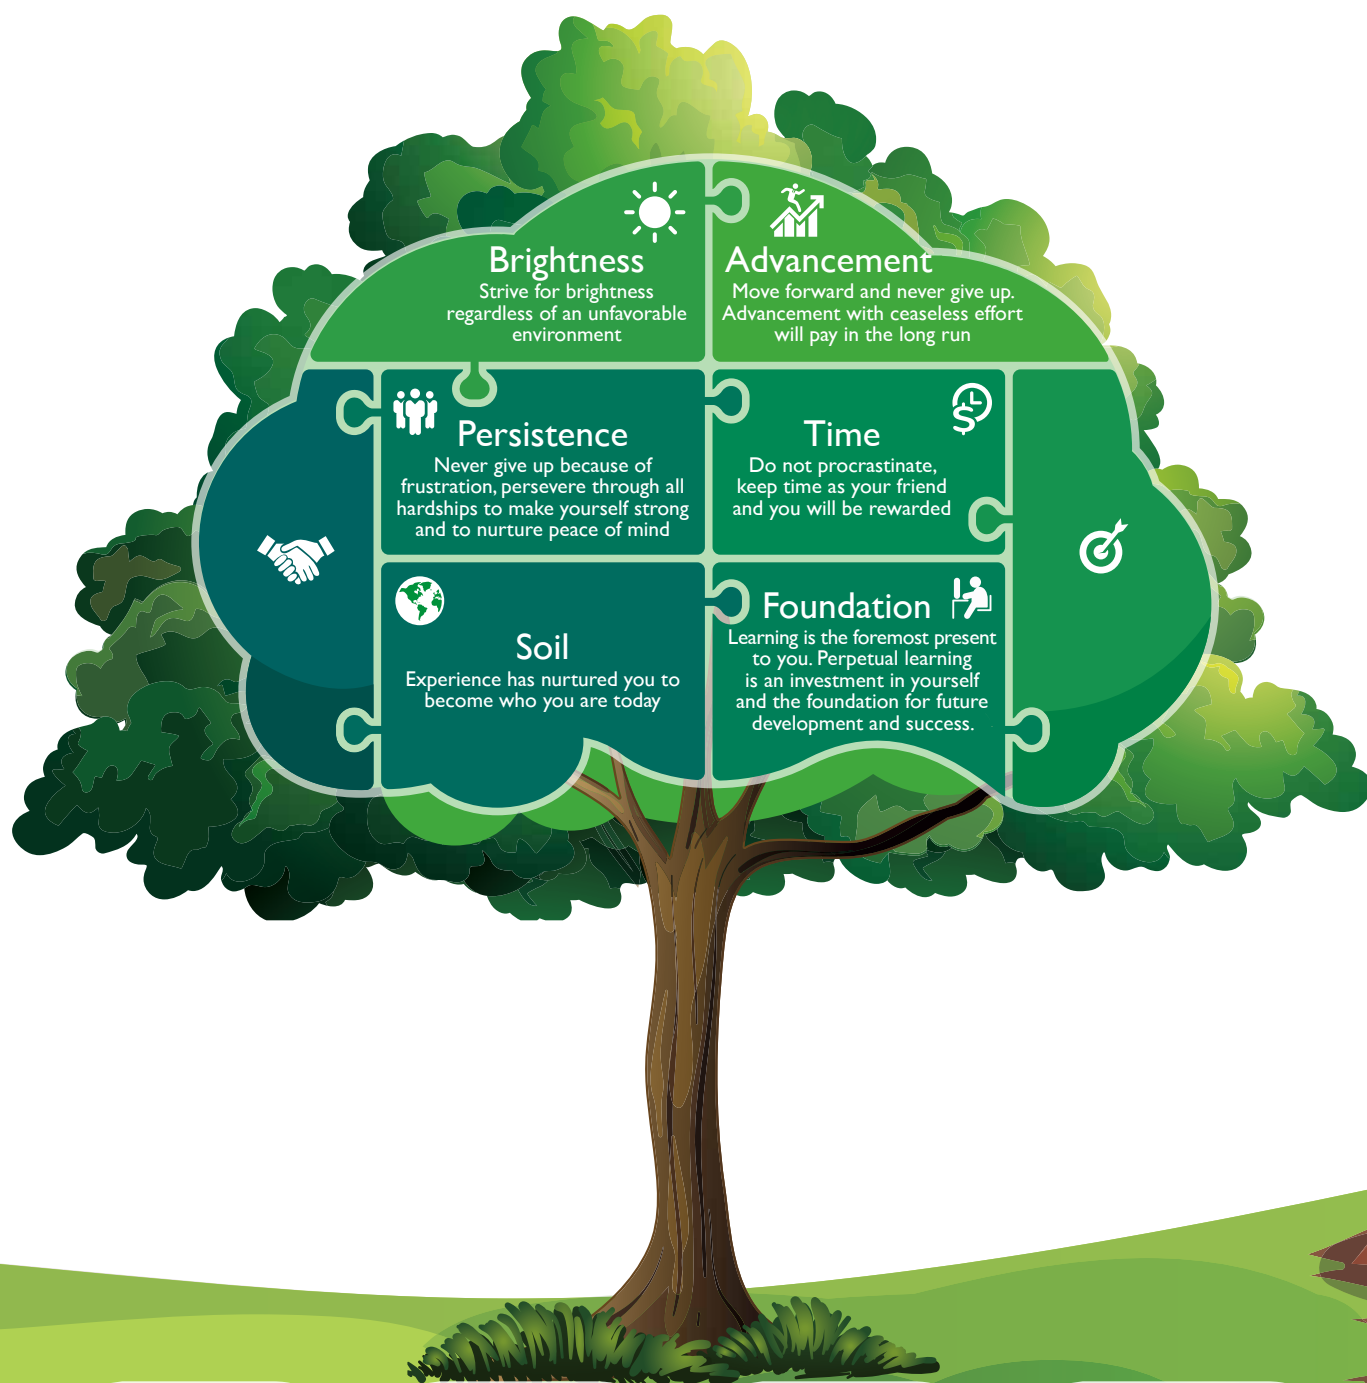 Brightness
Strive for brightness
regardless of an unfavorable
environment
Advancement
Move forward and never give up.
Advancement with ceaseless effort
will pay in the long run
Persistence
Never give up because of
frustration, persevere through all
hardships to make yourself strong
and to nurture peace of mind
Time
Do not procrastinate,
keep time as your friend
and you will be rewarded
Soil
Experience has nurtured you to
become who you are today
Foundation
Learning is the foremost present
to you. Perpetual learning
is an investment in yourself
and the foundation for future
development and success.